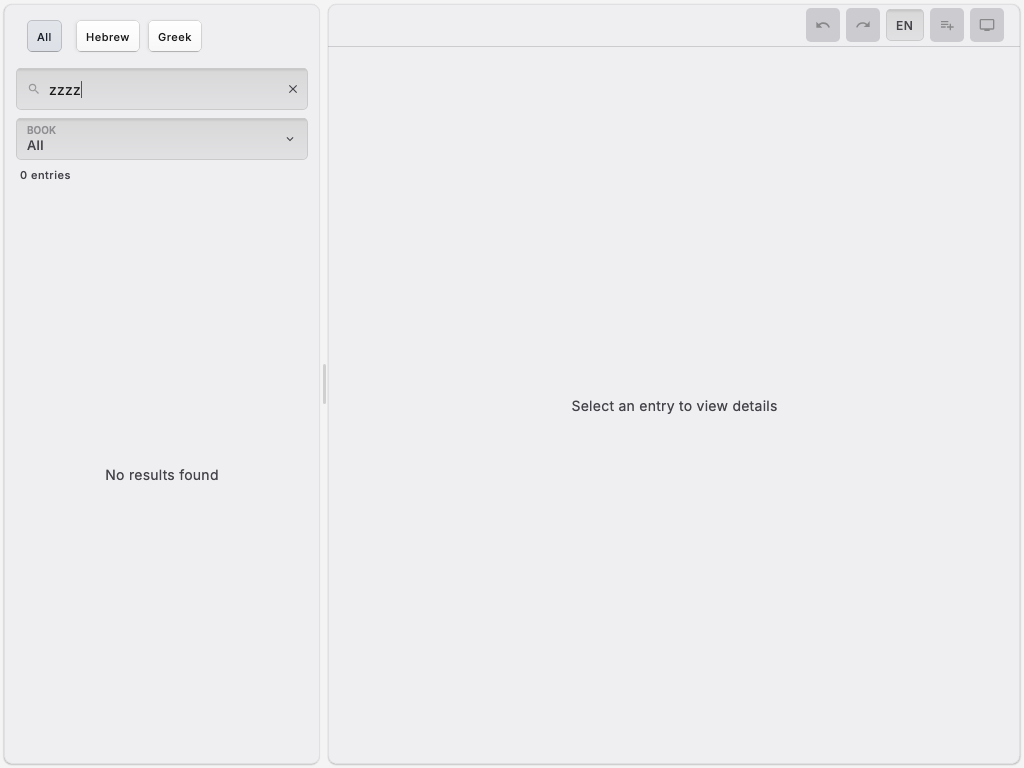 All
Hebrew
Greek
EN
zzzz
BOOK
All
0 entries
No results found
Select an entry to view details